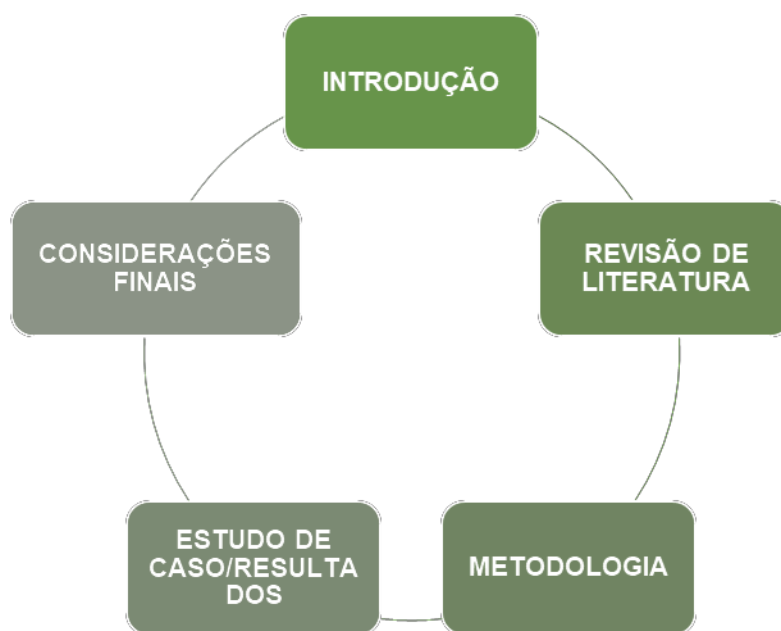 INTRODUÇÃO
REVISÃO DE
LITERATURA
METODOLOGIA
ESTUDO DE
CASO/RESULTA
DOS
CONSIDERAÇÕES
FINAIS